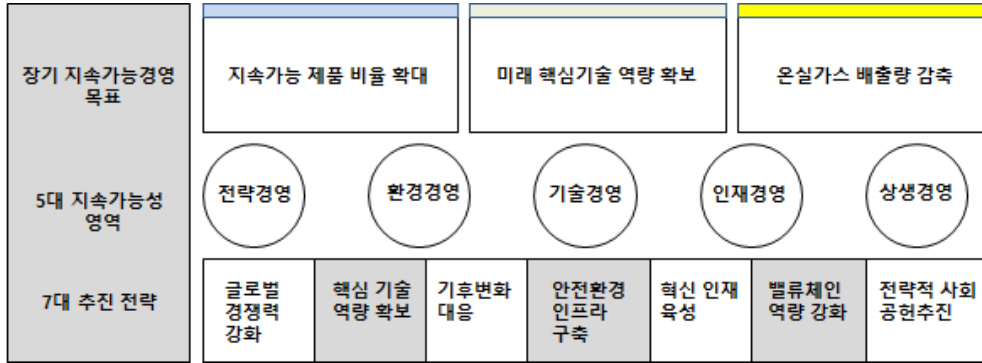 장기 지속가능경영
목표
지속가능 제품 비율 확대
미래 핵심기술 역량 확보
온실가스 배출량 감축
5대 지속가능성
영역
전략경영
환경경영
기술경영
인재경영
상생경영
7대 추진 전략
글로벌
경쟁력
강화
핵심 기술
역량 확보
기후변화
대응
안전환경
인프라
구축
혁신 인재
육성
밸류체인
역량 강화
전략적 사회
공헌추진